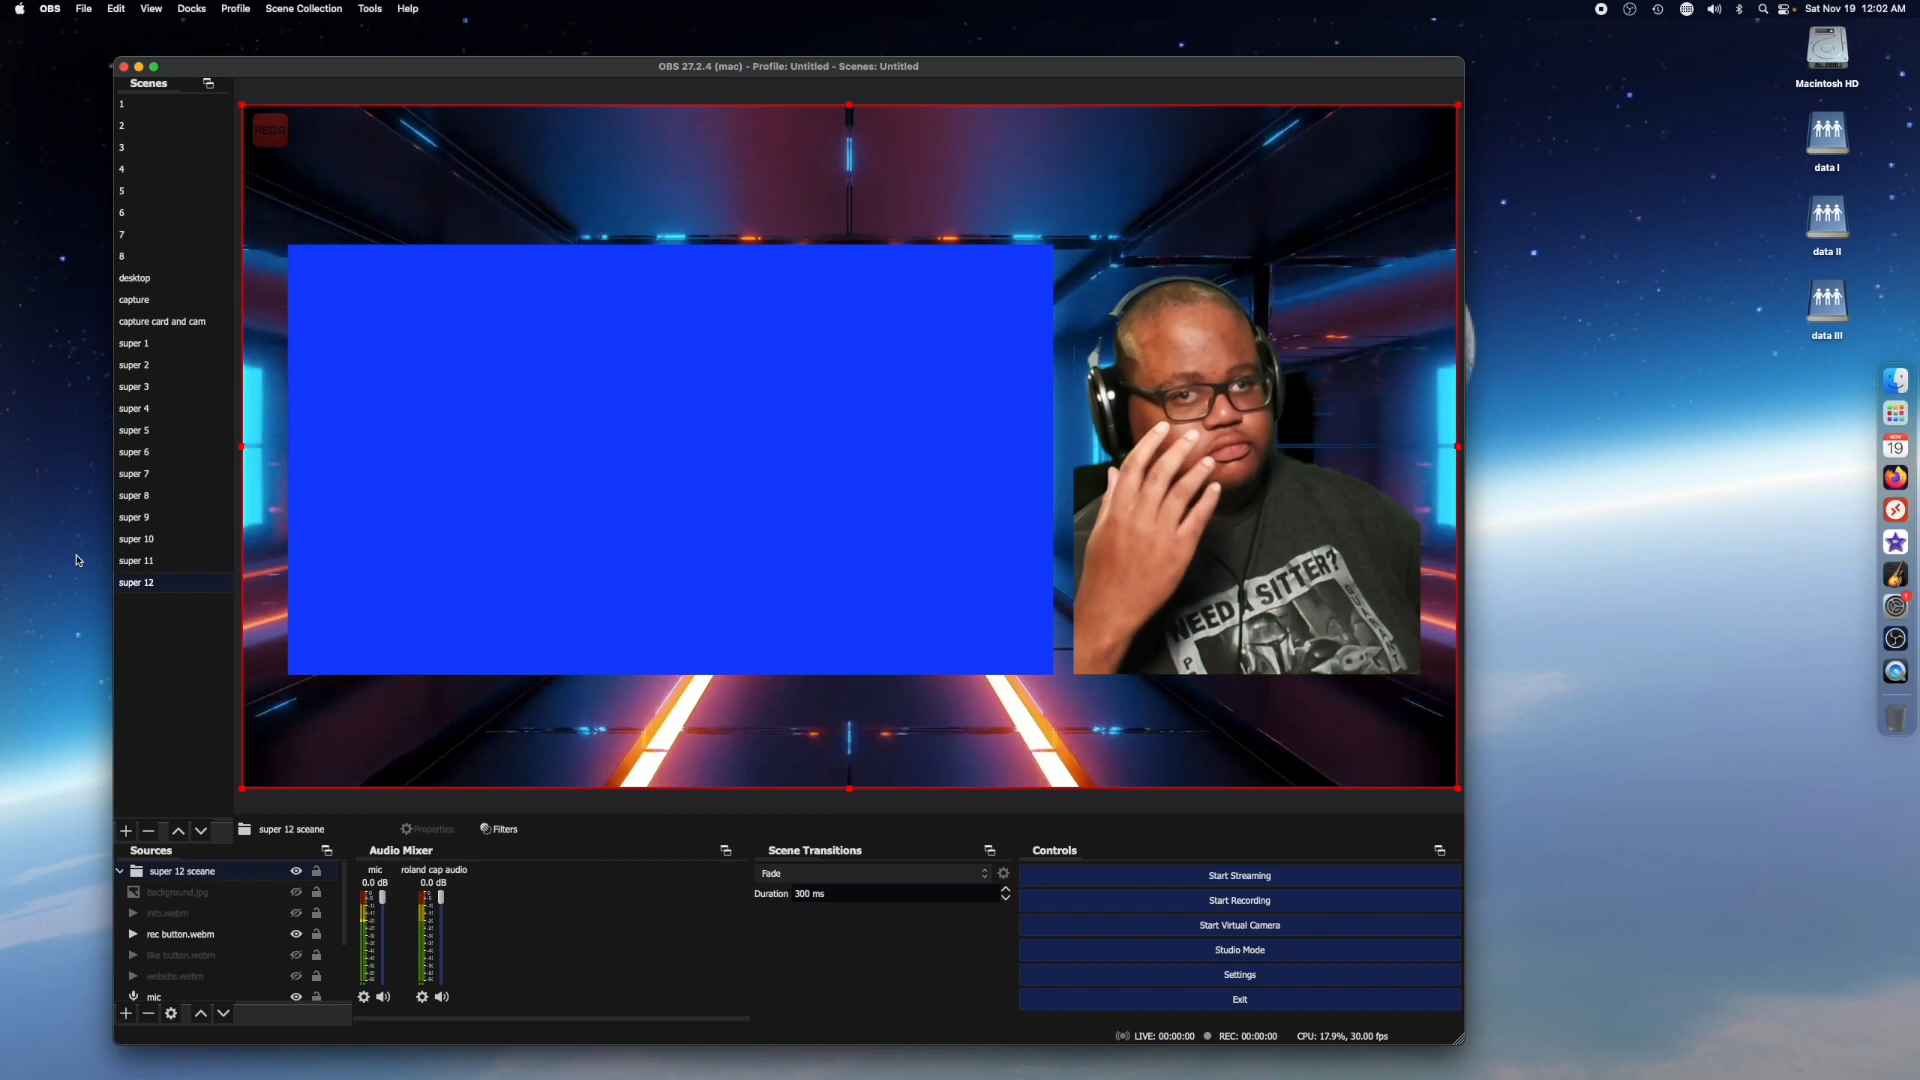 OBS File Edit View Docks Profile Scene Collection Tools Help
Sat Nov 19 12:02 AM
OBS 27.2.4 (mac) - Profile: Untitled - Scenes: Untitled
Scenes
1
2
3
4
5
6
7
8
desktop
capture
capture card and cam
super 1
super 2
super 3
super 4
super 5
super 6
super 7
super 8
super 9
super 10
super 11
super 12
NEED A SITTER?
P
Macintosh HD
data I
data II
data III
NOV
19
super 12 sceane
Properties
Filters
Sources
super 12 sceane
background.jpg
info.webm
rec button.webm
like button.webm
website.webm
mic
Audio Mixer
mic
0.0 dB
roland cap audio
0.0 dB
Scene Transitions
Fade
Duration 300 ms
Controls
Start Streaming
Start Recording
Start Virtual Camera
Studio Mode
Settings
Exit
LIVE: 00:00:00 REC: 00:00:00 CPU: 17.9%, 30.00 fps